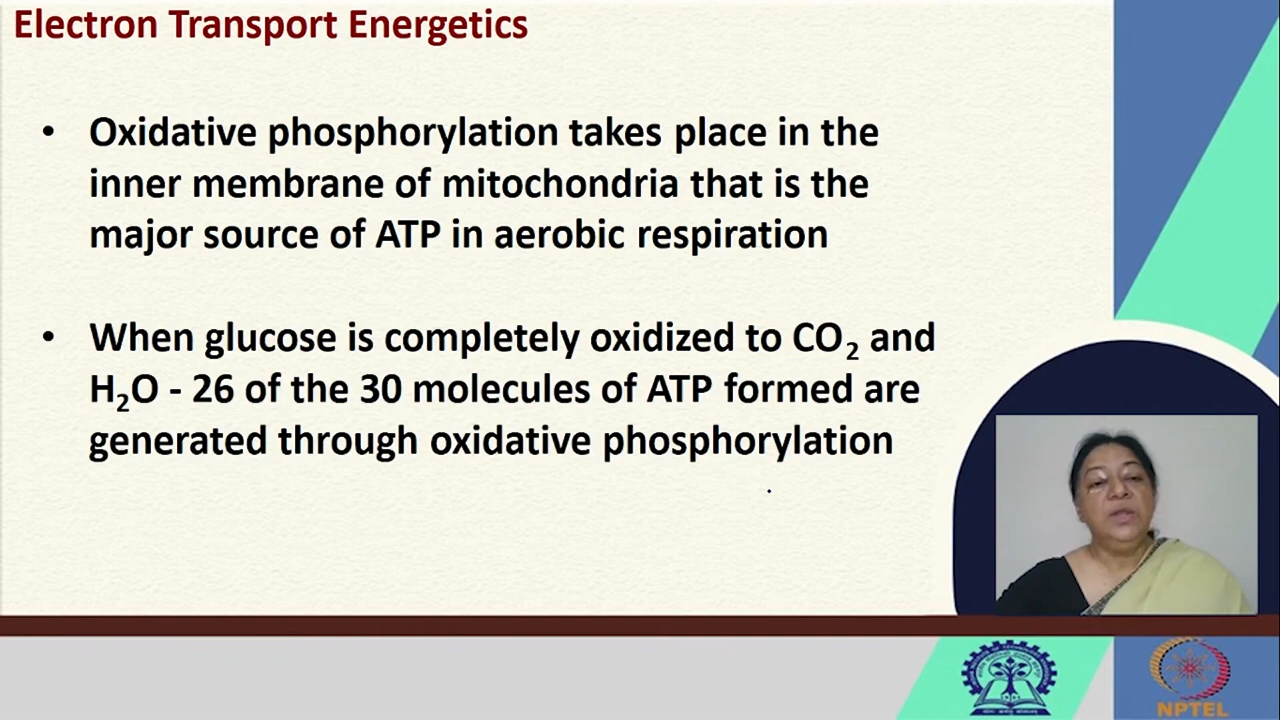 Electron Transport Energetics
• Oxidative phosphorylation takes place in the
inner membrane of mitochondria that is the
major source of ATP in aerobic respiration
• When glucose is completely oxidized to CO₂ and
H₂O - 26 of the 30 molecules of ATP formed are
generated through oxidative phosphorylation
NPTEL